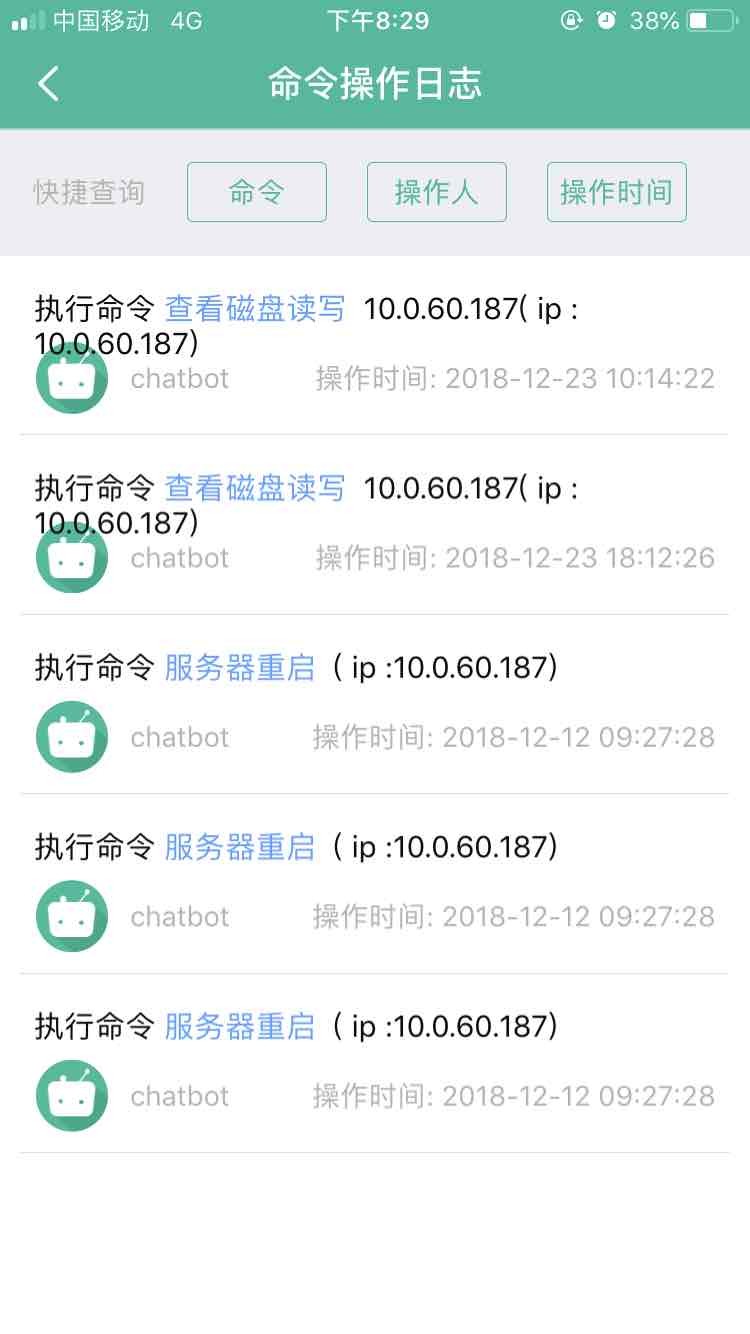 中国移动 4G 下午8:29 38%
命令操作日志
快捷查询 命令 操作人 操作时间
执行命令 查看磁盘读写 10.0.60.187( ip :
10.0.60.187)
chatbot 操作时间: 2018-12-23 10:14:22
执行命令 查看磁盘读写 10.0.60.187( ip :
10.0.60.187)
chatbot 操作时间: 2018-12-23 18:12:26
执行命令 服务器重启 ( ip :10.0.60.187)
chatbot 操作时间: 2018-12-12 09:27:28
执行命令 服务器重启 ( ip :10.0.60.187)
chatbot 操作时间: 2018-12-12 09:27:28
执行命令 服务器重启 ( ip :10.0.60.187)
chatbot 操作时间: 2018-12-12 09:27:28